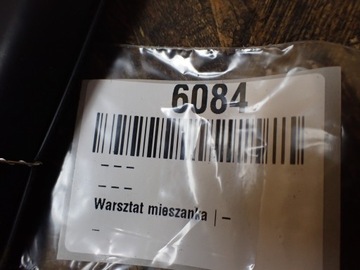 6084
- - -
- - -
Warsztat mieszanka | -
-